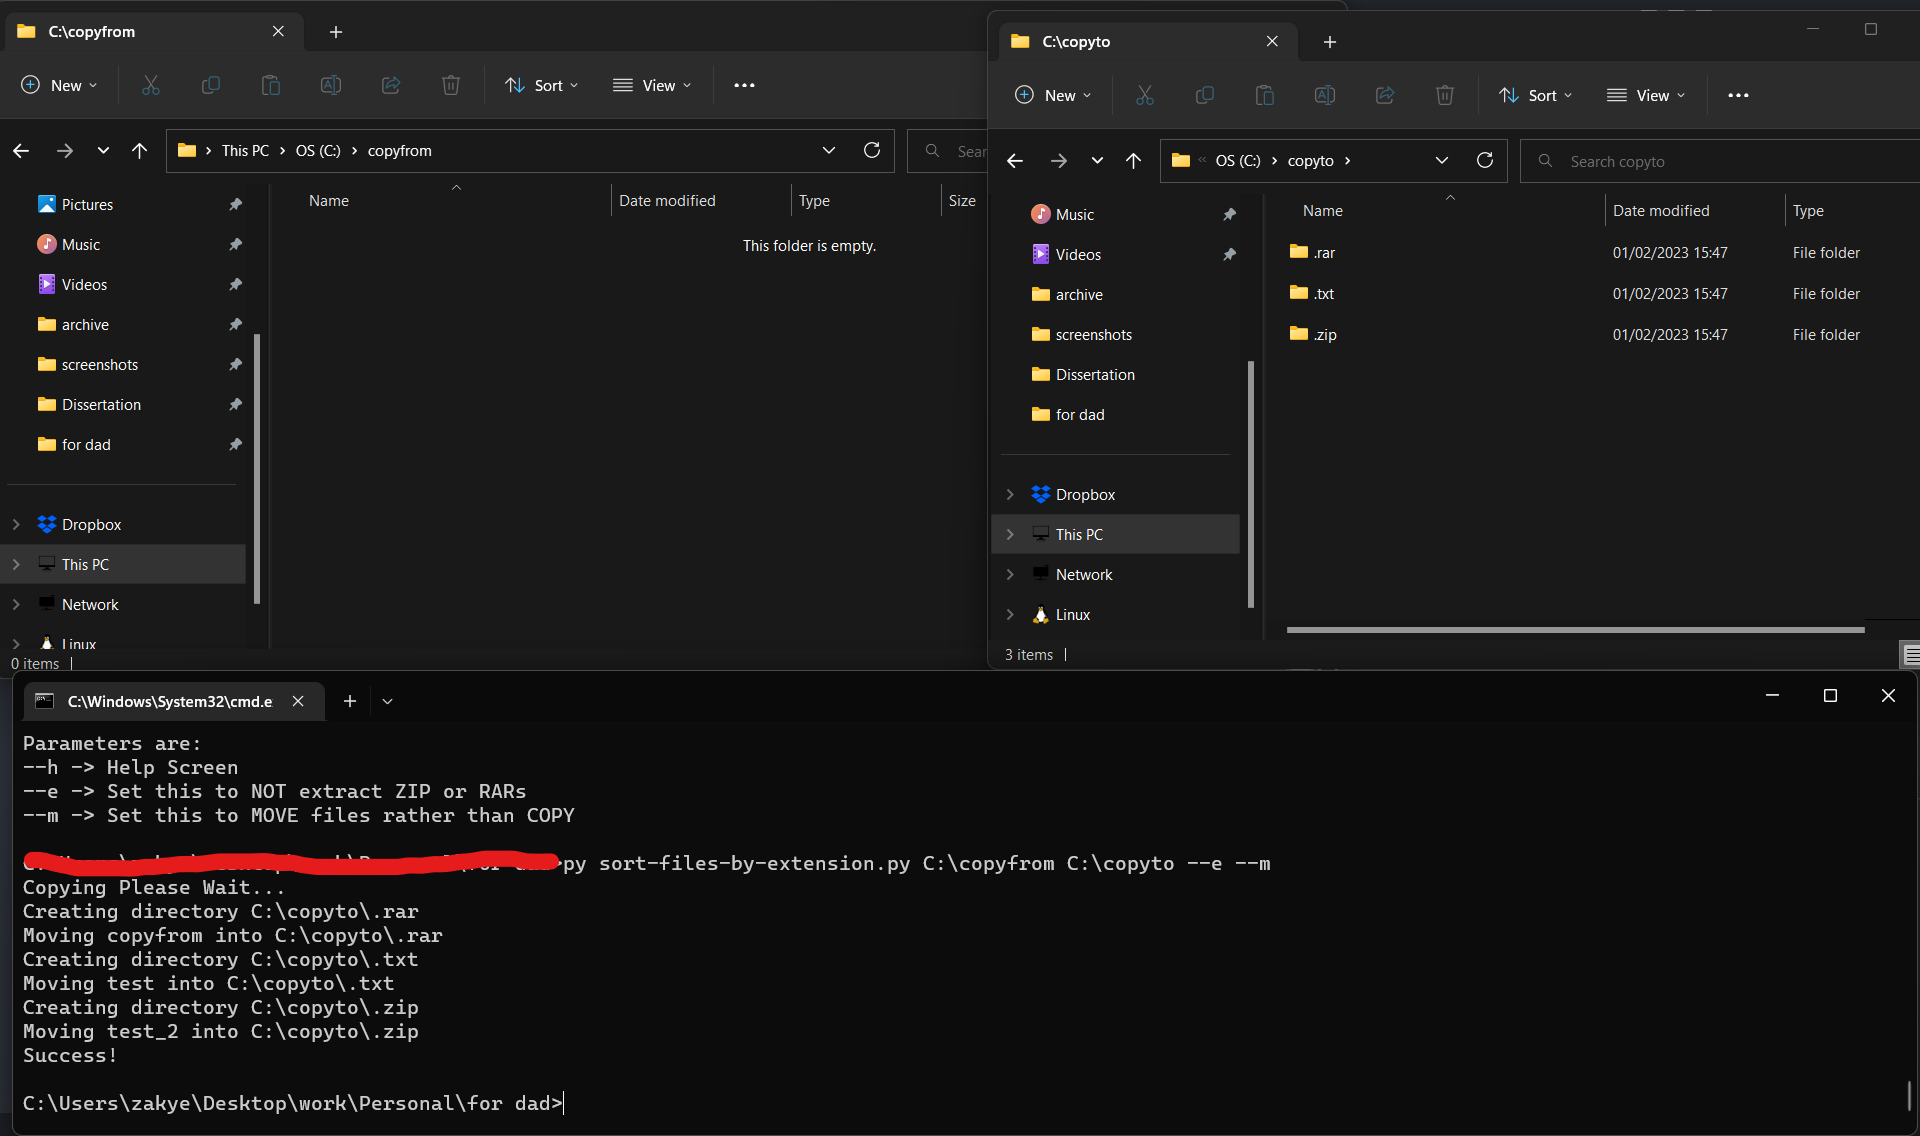 C:\copyfrom
New
Sort
View
This PC
OS (C:)
copyfrom
Sear
Pictures
Music
Videos
archive
screenshots
Dissertation
for dad
Dropbox
This PC
Network
Linux
0 items
Name
Date modified
Type
Size
This folder is empty.
C:\copyto
New
Sort
View
OS (C:)
copyto
Search copyto
Music
Videos
archive
screenshots
Dissertation
for dad
Dropbox
This PC
Network
Linux
3 items
Name
Date modified
Type
.rar 01/02/2023 15:47 File folder
.txt 01/02/2023 15:47 File folder
.zip 01/02/2023 15:47 File folder
C:\Windows\System32\cmd.e
Parameters are:
--h -> Help Screen
--e -> Set this to NOT extract ZIP or RARs
--m -> Set this to MOVE files rather than COPY
>py sort-files-by-extension.py C:\copyfrom C:\copyto --e --m
Copying Please Wait...
Creating directory C:\copyto\.rar
Moving copyfrom into C:\copyto\.rar
Creating directory C:\copyto\.txt
Moving test into C:\copyto\.txt
Creating directory C:\copyto\.zip
Moving test_2 into C:\copyto\.zip
Success!
C:\Users\zakye\Desktop\work\Personal\for dad>